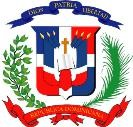 DIOS PATRIA LIBERTAD
REPUBLICA DOMINICANA